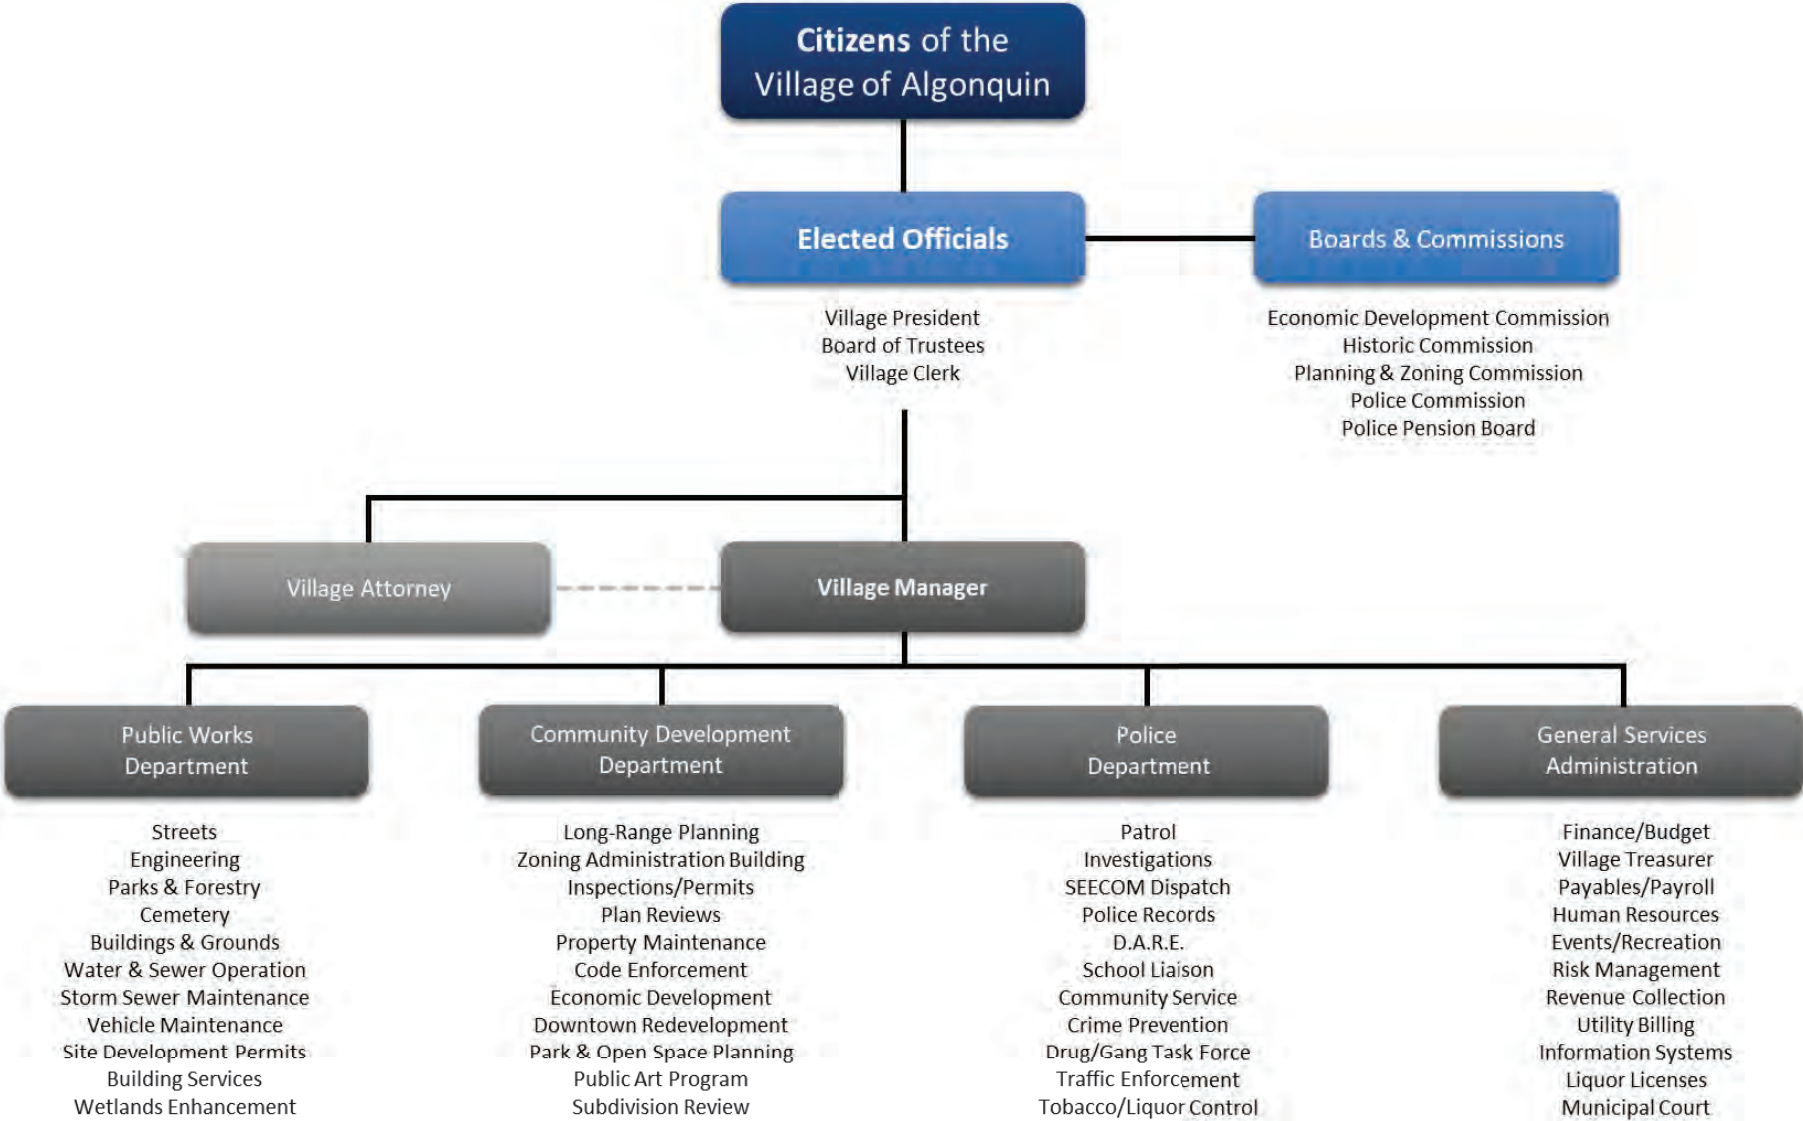 Citizens of the
Village of Algonquin
Elected Officials
Boards & Commissions
Village President
Board of Trustees
Village Clerk
Economic Development Commission
Historic Commission
Planning & Zoning Commission
Police Commission
Police Pension Board
Village Attorney
Village Manager
Public Works
Department
Community Development
Department
Police
Department
General Services
Administration
Streets
Engineering
Parks & Forestry
Cemetery
Buildings & Grounds
Water & Sewer Operation
Storm Sewer Maintenance
Vehicle Maintenance
Site Development Permits
Building Services
Wetlands Enhancement
Long-Range Planning
Zoning Administration Building
Inspections/Permits
Plan Reviews
Property Maintenance
Code Enforcement
Economic Development
Downtown Redevelopment
Park & Open Space Planning
Public Art Program
Subdivision Review
Patrol
Investigations
SEECOM Dispatch
Police Records
D.A.R.E.
School Liaison
Community Service
Crime Prevention
Drug/Gang Task Force
Traffic Enforcement
Tobacco/Liquor Control
Finance/Budget
Village Treasurer
Payables/Payroll
Human Resources
Events/Recreation
Risk Management
Revenue Collection
Utility Billing
Information Systems
Liquor Licenses
Municipal Court